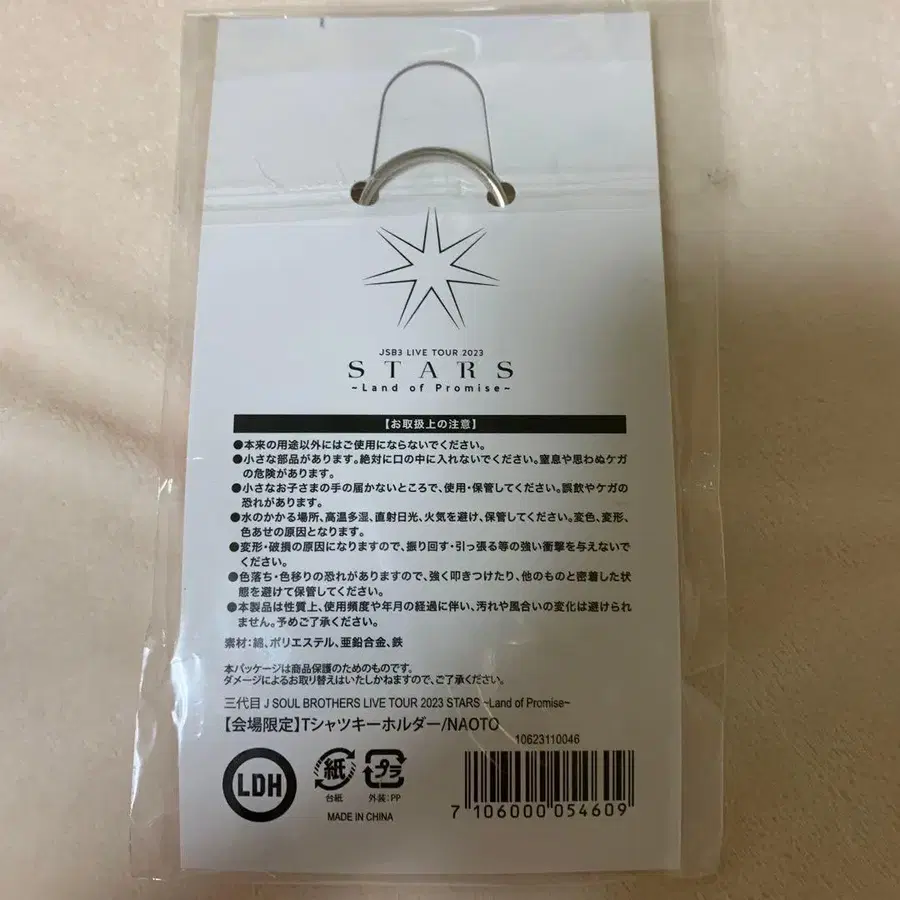 JSB3 LIVE TOUR 2023
STARS
~Land of Promise~
【お取扱上の注意】
●本来の用途以外にはご使用にならないでください。
●小さな部品があります。絶対に口の中に入れないでください。窒息や思わぬケガ
の危険があります。
●小さなお子さまの手の届かないところで、使用・保管してください。誤飲やケガの
恐れがあります。
●水のかかる場所、高温多湿、直射日光、火気を避け、保管してください。変色、変形、
色あせの原因となります。
●変形・破損の原因になりますので、振り回す・引っ張る等の強い衝撃を与えないで
ください。
●色落ち・色移りの恐れがありますので、強く叩きつけたり、他のものと密着した状
態を避けて保管してください。
●本製品は性質上、使用頻度や年月の経過に伴い、汚れや風合いの変化は避けられ
ません。予めご了承ください。
素材：綿、ポリエステル、亜鉛合金、鉄
本パッケージは商品保護のためのものです。
ダメージによるお取り替えはいたしかねますので、ご了承ください。
三代目 J SOUL BROTHERS LIVE TOUR 2023 STARS ~Land of Promise~
【会場限定】Tシャツキーホルダー/NAOTO
10623110046
LDH
紙
プラ
台紙
外装:PP
MADE IN CHINA
7 106000 054609